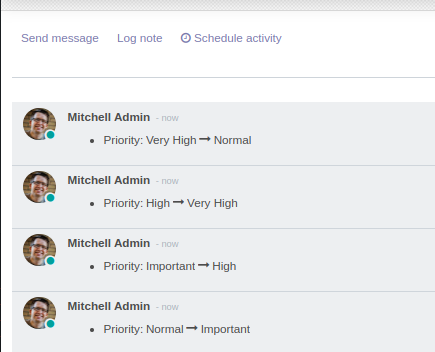 Send message Log note Schedule activity
Mitchell Admin - now
• Priority: Very High → Normal
Mitchell Admin - now
• Priority: High → Very High
Mitchell Admin - now
• Priority: Important → High
Mitchell Admin - now
• Priority: Normal → Important